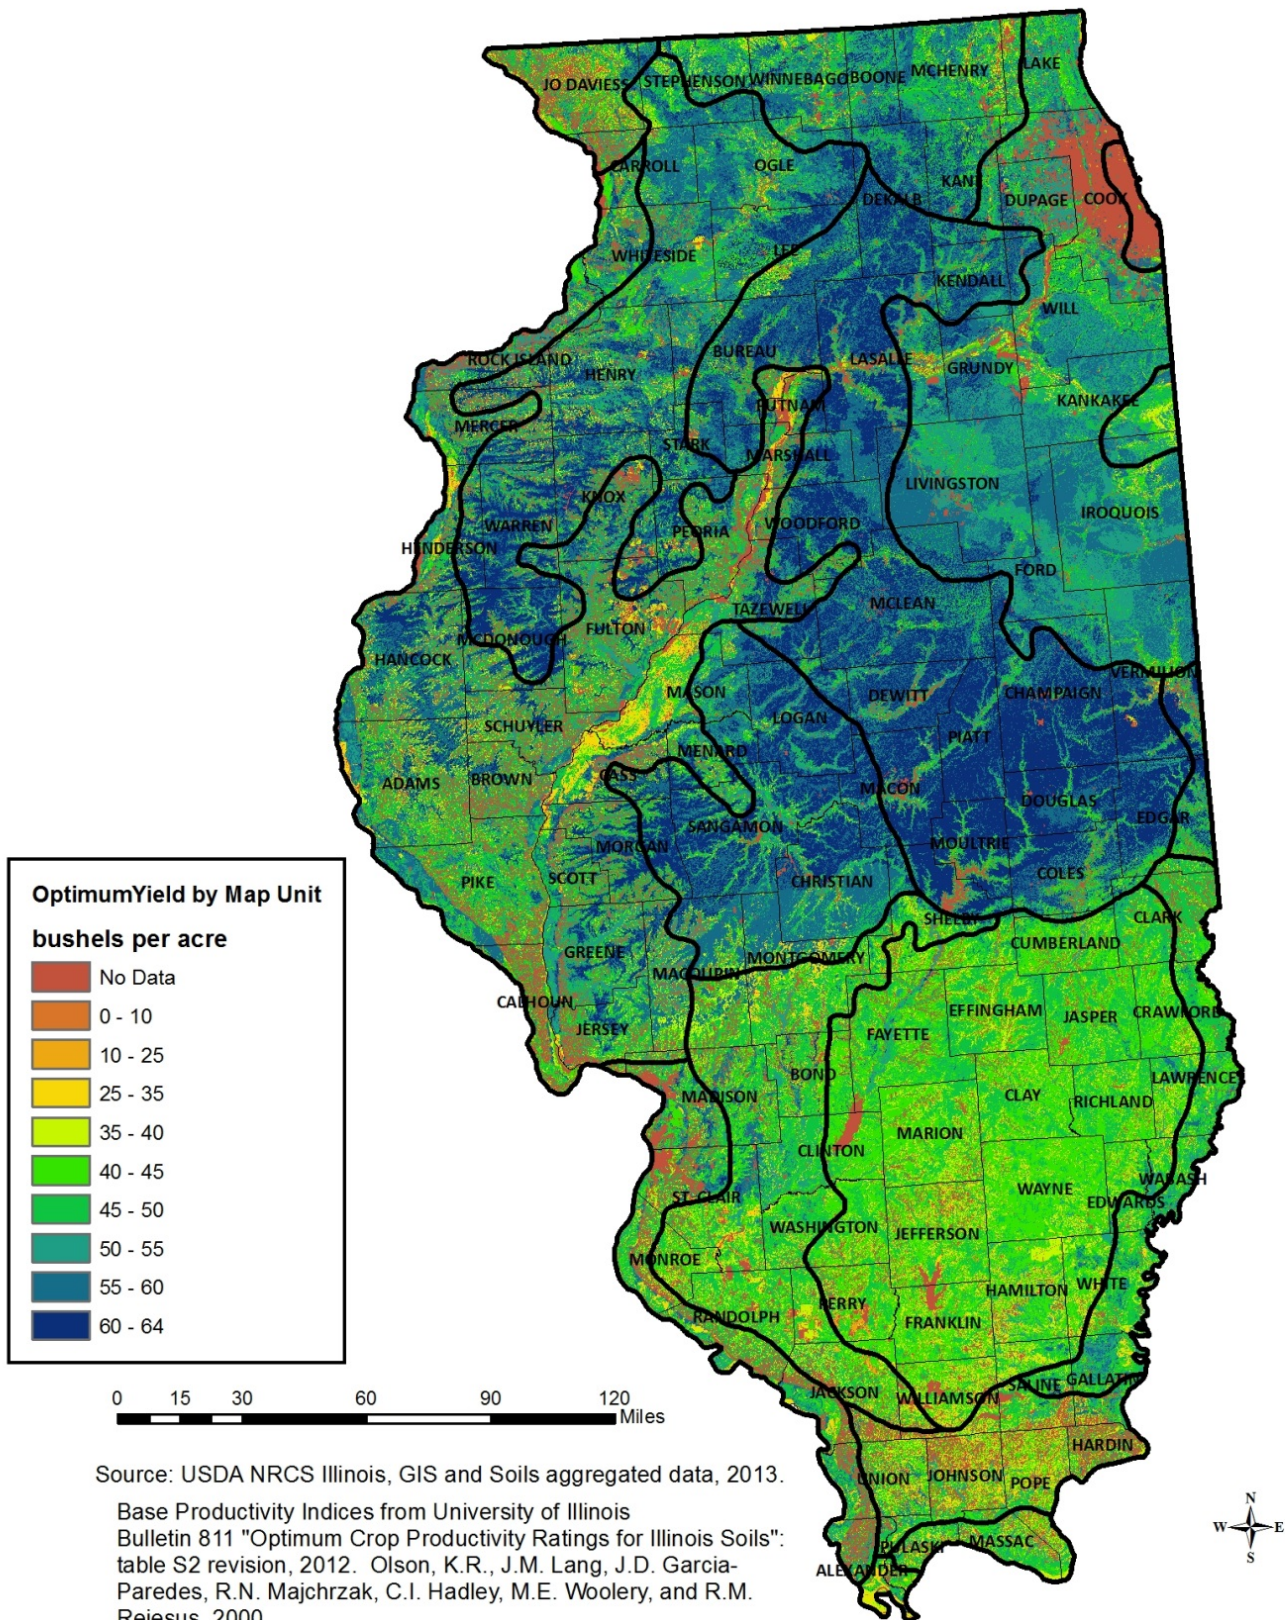 JO DAVIESS
STEPHENSON
WINNEBAGO
BOONE
MCHENRY
LAKE
CARROLL
OGLE
KANE
DEKALB
DUPAGE
COOK
WHITESIDE
LEE
KENDALL
WILL
ROCK ISLAND
HENRY
BUREAU
LASALLE
GRUNDY
PUTNAM
KANKAKEE
MERCER
STARK
MARSHALL
KNOX
LIVINGSTON
WARREN
PEORIA
WOODFORD
IROQUOIS
HENDERSON
FORD
TAZEWELL
MCLEAN
MCDONOUGH
FULTON
HANCOCK
VERMILION
MASON
DEWITT
CHAMPAIGN
SCHUYLER
LOGAN
PIATT
MENARD
ADAMS
BROWN
CASS
MACON
DOUGLAS
SANGAMON
EDGAR
MORGAN
MOULTRIE
PIKE
SCOTT
CHRISTIAN
COLES
SHELBY
CLARK
CUMBERLAND
GREENE
MACOUPIN
MONTGOMERY
CALHOUN
JERSEY
FAYETTE
EFFINGHAM
JASPER
CRAWFORD
BOND
MADISON
CLAY
RICHLAND
LAWRENCE
MARION
CLINTON
ST. CLAIR
WAYNE
EDWARDS
WABASH
WASHINGTON
JEFFERSON
MONROE
HAMILTON
WHITE
RANDOLPH
PERRY
FRANKLIN
JACKSON
WILLIAMSON
SALINE
GALLATIN
HARDIN
UNION
JOHNSON
POPE
PULASKI
MASSAC
ALEXANDER
OptimumYield by Map Unit
bushels per acre
No Data
0 - 10
10 - 25
25 - 35
35 - 40
40 - 45
45 - 50
50 - 55
55 - 60
60 - 64
0 15 30 60 90 120
Miles
Source: USDA NRCS Illinois, GIS and Soils aggregated data, 2013.
Base Productivity Indices from University of Illinois
Bulletin 811 "Optimum Crop Productivity Ratings for Illinois Soils":
table S2 revision, 2012. Olson, K.R., J.M. Lang, J.D. Garcia-
Paredes, R.N. Majchrzak, C.I. Hadley, M.E. Woolery, and R.M.
Rejesus, 2000
N
W E
S